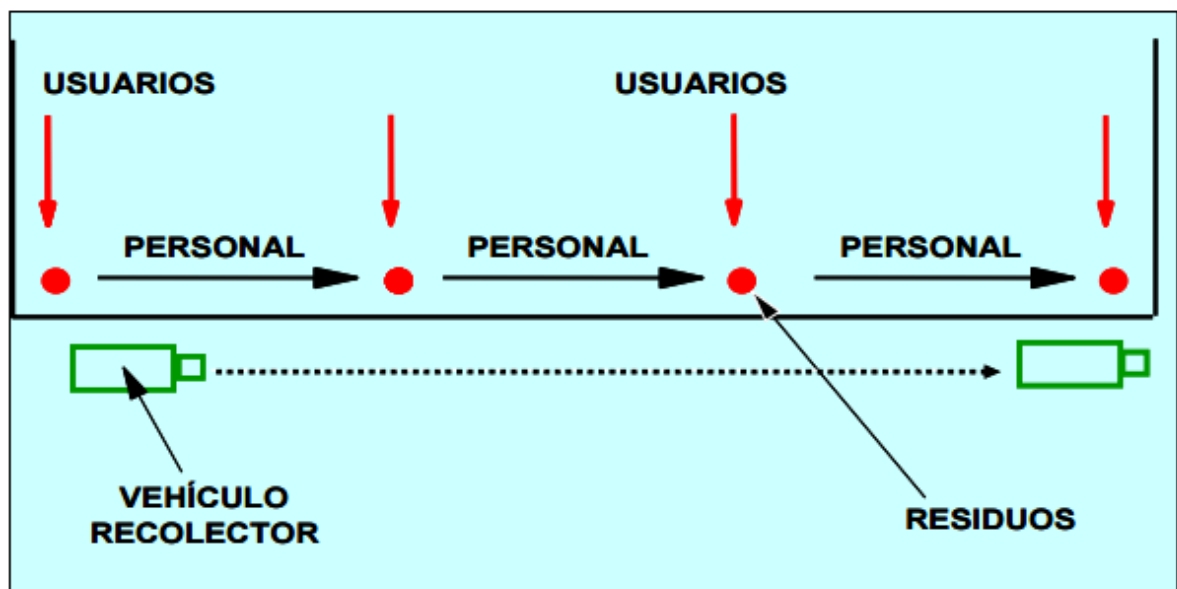 USUARIOS
USUARIOS
PERSONAL
PERSONAL
PERSONAL
VEHÍCULO
RECOLECTOR
RESIDUOS